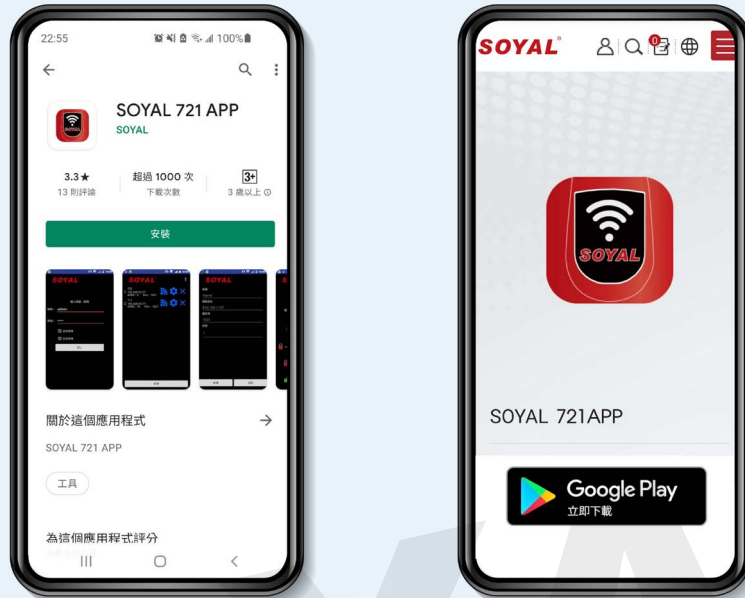 22:55
100%
SOYAL 721 APP
SOYAL
3.3★
13 則評論
超過 1000 次
下載次數
3+
3 歲以上
安裝
SOYAL
SOYAL
SOYAL
關於這個應用程式
SOYAL 721 APP
工具
為這個應用程式評分
SOYAL
0
SOYAL
SOYAL 721APP
Google Play
立即下載